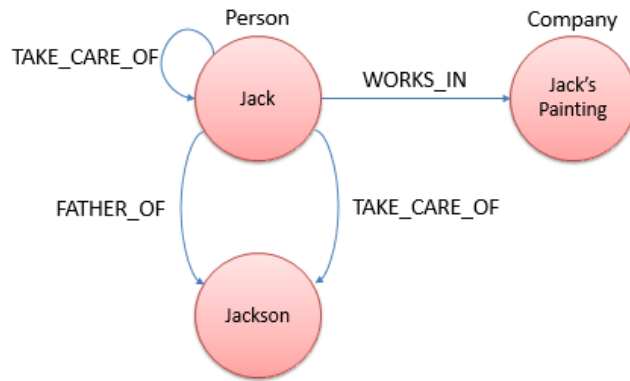 Person
Company
TAKE_CARE_OF
Jack
WORKS_IN
Jack's
Painting
FATHER_OF
TAKE_CARE_OF
Jackson